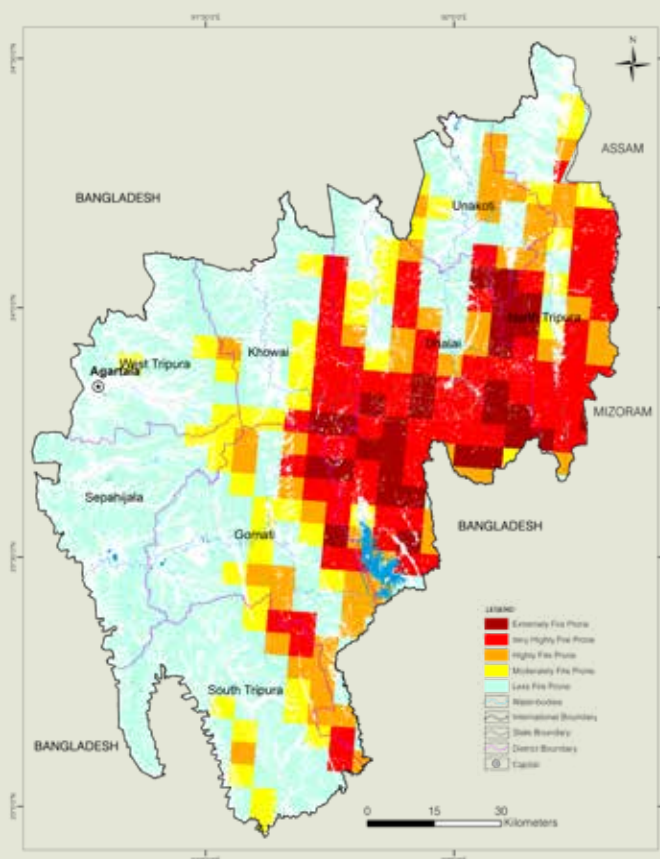 N
ASSAM
BANGLADESH
Unakoti
North Tripura
Dhalai
Khowai
West Tripura
Agartala
MIZORAM
Sepahijala
BANGLADESH
Gomati
South Tripura
BANGLADESH
LEGEND
Extremely Fire Prone
Very Highly Fire Prone
Highly Fire Prone
Moderately Fire Prone
Less Fire Prone
Waterbodies
International Boundary
State Boundary
District Boundary
Capital
0 15 30
Kilometers